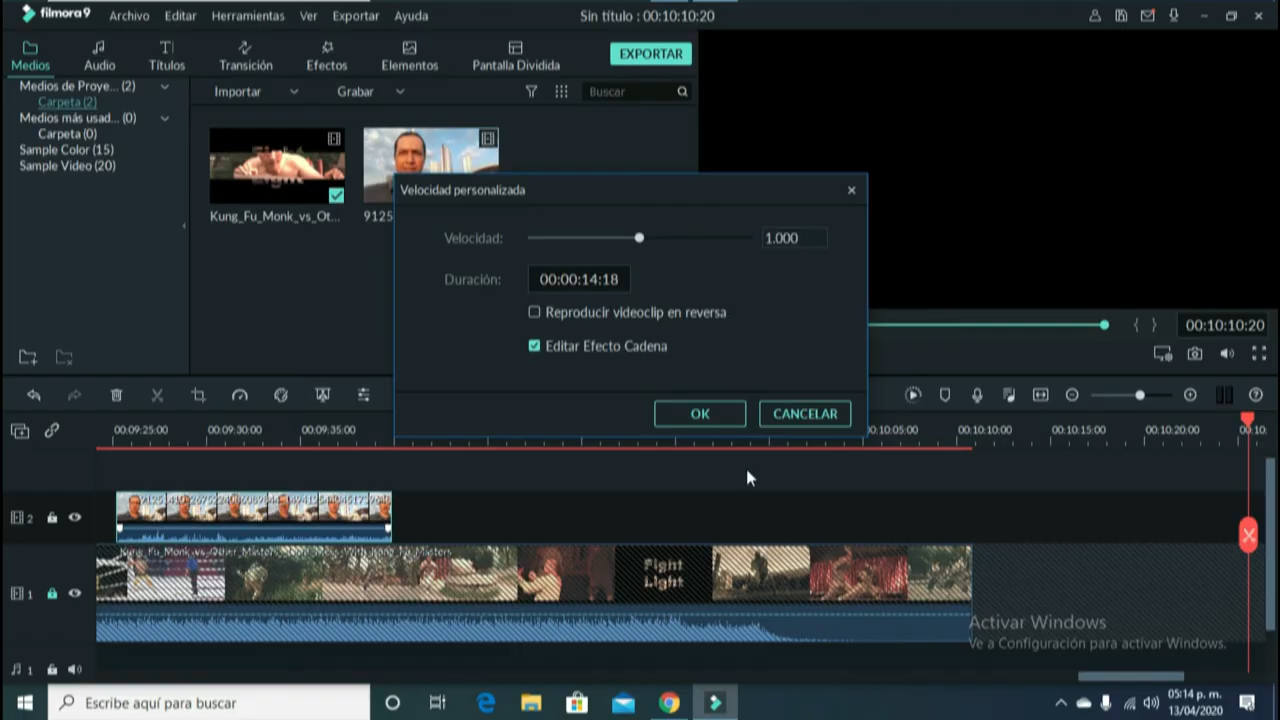 filmora9 Archivo Editar Herramientas Ver Exportar Ayuda Sin título : 00:10:10:20
Medios Audio Títulos Transición Efectos Elementos Pantalla Dividida EXPORTAR
Medios de Proye... (2)
Carpeta (2)
Medios más usad... (0)
Carpeta (0)
Sample Color (15)
Sample Video (20)
Importar Grabar Buscar
Kung_Fu_Monk_vs_Ot... 9125
Velocidad personalizada
Velocidad: 1.000
Duración: 00:00:14:18
Reproducir videoclip en reversa
Editar Efecto Cadena
OK CANCELAR
00:10:10:20
00:09:25:00 00:09:30:00 00:09:35:00 00:10:05:00 00:10:10:00 00:10:15:00 00:10:20:00 00:10:
2
Fight
Light
1
Activar Windows
Ve a Configuración para activar Windows.
1
Escribe aquí para buscar
05:14 p. m.
13/04/2020